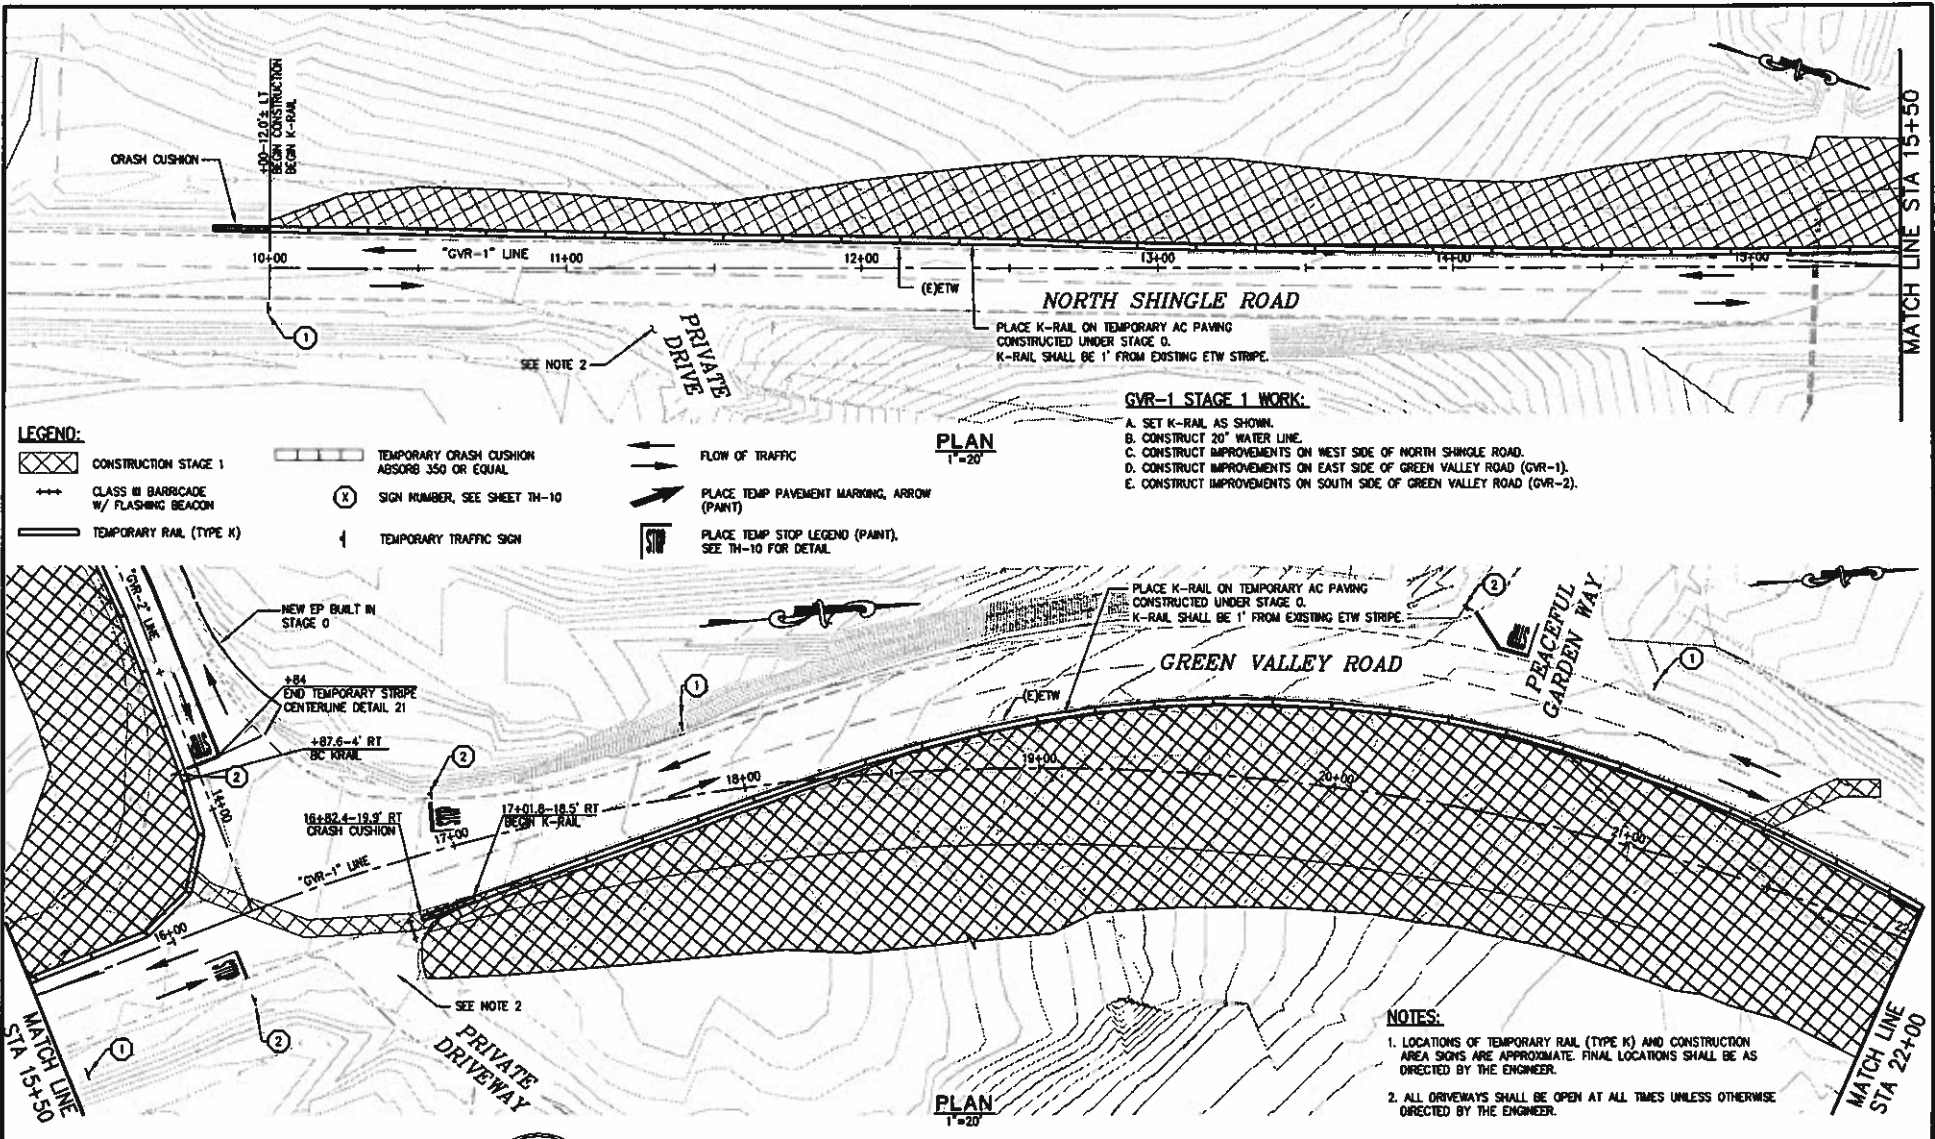 +00-12.0'± LT
BEGIN CONSTRUCTION
BEGIN K-RAIL
CRASH CUSHION
MATCH LINE STA 15+50
"GVR-1" LINE
10+00
11+00
12+00
13+00
14+00
15+00
(E)ETW
NORTH SHINGLE ROAD
PLACE K-RAIL ON TEMPORARY AC PAVING
CONSTRUCTED UNDER STAGE 0.
K-RAIL SHALL BE 1' FROM EXISTING ETW STRIPE.
1
SEE NOTE 2
PRIVATE
DRIVE
GVR-1 STAGE 1 WORK:
A. SET K-RAIL AS SHOWN.
B. CONSTRUCT 20" WATER LINE.
C. CONSTRUCT IMPROVEMENTS ON WEST SIDE OF NORTH SHINGLE ROAD.
D. CONSTRUCT IMPROVEMENTS ON EAST SIDE OF GREEN VALLEY ROAD (GVR-1).
E. CONSTRUCT IMPROVEMENTS ON SOUTH SIDE OF GREEN VALLEY ROAD (GVR-2).
PLAN
1"=20'
LEGEND:
CONSTRUCTION STAGE 1
CLASS III BARRICADE
W/ FLASHING BEACON
TEMPORARY RAIL (TYPE K)
TEMPORARY CRASH CUSHION
ABSORB 350 OR EQUAL
X
SIGN NUMBER, SEE SHEET TH-10
TEMPORARY TRAFFIC SIGN
FLOW OF TRAFFIC
PLACE TEMP PAVEMENT MARKING, ARROW
(PAINT)
STOP
PLACE TEMP STOP LEGEND (PAINT),
SEE TH-10 FOR DETAIL
"GVR-2" LINE
NEW EP BUILT IN
STAGE 0
+84
END TEMPORARY STRIPE
CENTERLINE DETAIL 21
+87.6-4' RT
BC KRAIL
STOP
2
14+00
1
2
STOP
PLACE K-RAIL ON TEMPORARY AC PAVING
CONSTRUCTED UNDER STAGE 0.
K-RAIL SHALL BE 1' FROM EXISTING ETW STRIPE.
2
STOP
PEACEFUL
GARDEN WAY
1
GREEN VALLEY ROAD
(E)ETW
16+82.4-19.9' RT
CRASH CUSHION
17+01.8-18.5' RT
BEGIN K-RAIL
"GVR-1" LINE
16+00
17+00
18+00
19+00
20+00
21+00
STOP
2
1
SEE NOTE 2
PRIVATE
DRIVEWAY
MATCH LINE
STA 15+50
MATCH LINE
STA 22+00
PLAN
1"=20'
NOTES:
1. LOCATIONS OF TEMPORARY RAIL (TYPE K) AND CONSTRUCTION
AREA SIGNS ARE APPROXIMATE. FINAL LOCATIONS SHALL BE AS
DIRECTED BY THE ENGINEER.
2. ALL DRIVEWAYS SHALL BE OPEN AT ALL TIMES UNLESS OTHERWISE
DIRECTED BY THE ENGINEER.